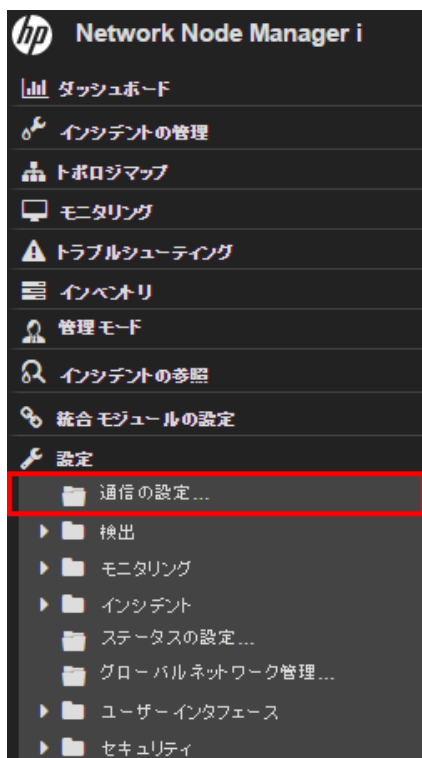 hp Network Node Manager i
ダッシュボード
インシデントの管理
トポロジマップ
モニタリング
トラブルシューティング
インベントリ
管理モード
インシデントの参照
統合モジュールの設定
設定
通信の設定...
検出
モニタリング
インシデント
ステータスの設定...
グローバルネットワーク管理...
ユーザーインタフェース
セキュリティ